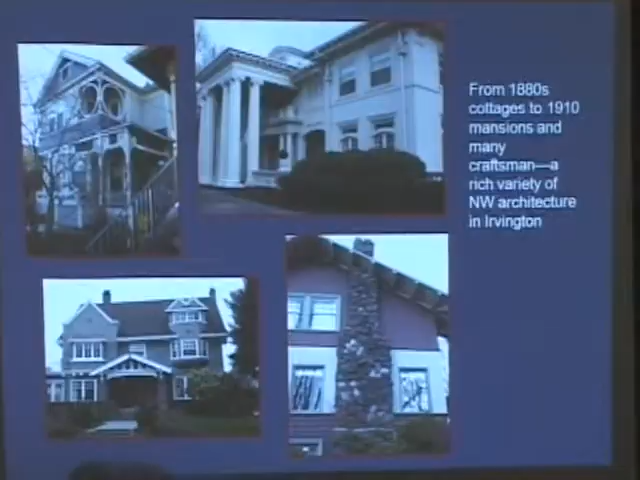 From 1880s
cottages to 1910
mansions and
many
craftsman—a
rich variety of
NW architecture
in Irvington